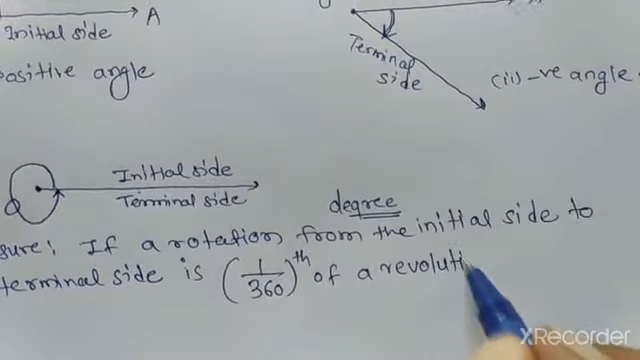 A
Initial side
ositive angle
Terminal
side
(ii) -ve angle.
Initial side
Terminal side
degree
sure: If a rotation from the initial side to
terminal side is (1/360)th of a revoluti
XRecorder